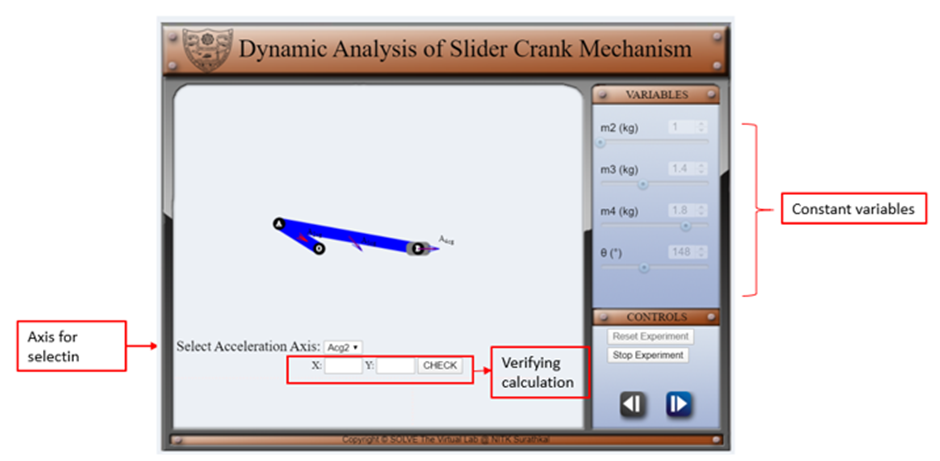 Dynamic Analysis of Slider Crank Mechanism
VARIABLES
m2 (kg) 1
m3 (kg) 1.4
m4 (kg) 1.8
θ (°) 148
Constant variables
A
O
B
A4cg
CONTROLS
Reset Experiment
Stop Experiment
Axis for
selectin
Select Acceleration Axis: Acg2
X: Y: CHECK
Verifying
calculation
Copyright © SOLVE The Virtual Lab @ NITK Surathkal